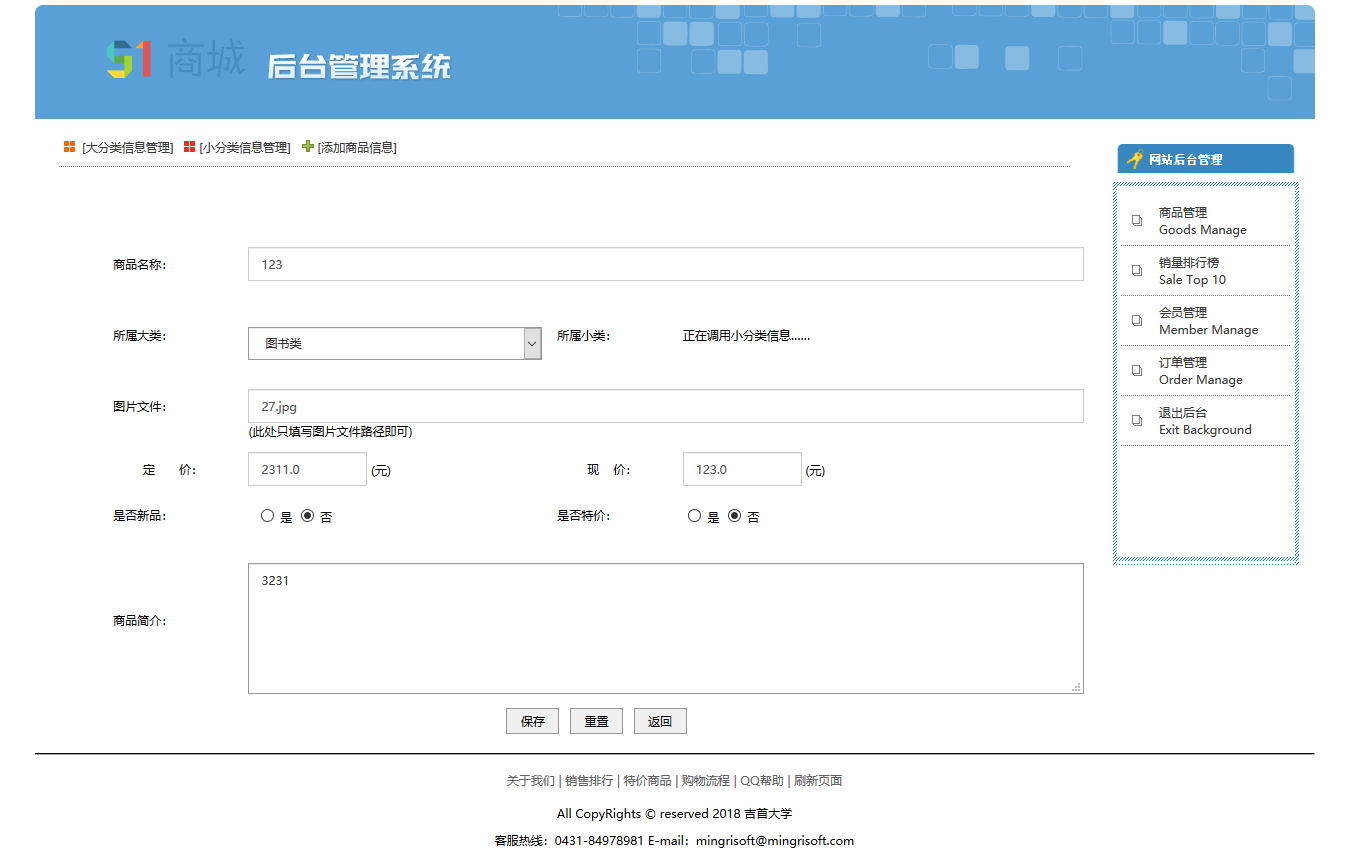 51 商城 后台管理系统
[大分类信息管理] [小分类信息管理] [添加商品信息]
商品名称： 123
所属大类： 图书类 所属小类： 正在调用小分类信息......
图片文件： 27.jpg
(此处只填写图片文件路径即可)
定 价： 2311.0 (元) 现 价： 123.0 (元)
是否新品： 是 否 是否特价： 是 否
商品简介： 3231
保存 重置 返回
网站后台管理
商品管理
Goods Manage
销量排行榜
Sale Top 10
会员管理
Member Manage
订单管理
Order Manage
退出后台
Exit Background
关于我们 | 销售排行 | 特价商品 | 购物流程 | QQ帮助 | 刷新页面
All CopyRights © reserved 2018 吉首大学
客服热线：0431-84978981 E-mail：mingrisoft@mingrisoft.com